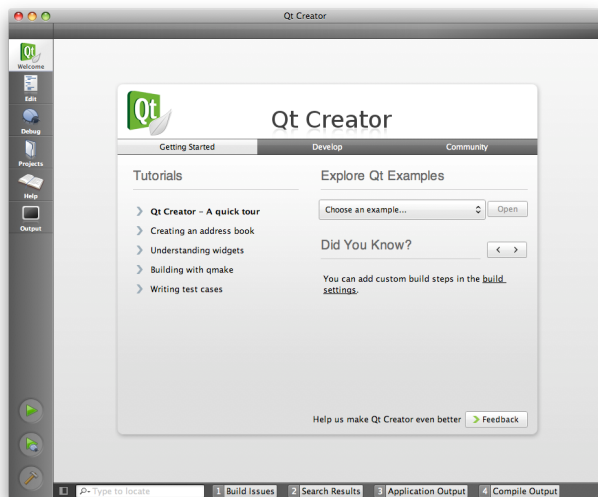 Qt Creator
Qt
Welcome
Edit
Debug
Projects
Help
Output
Qt
Qt Creator
Getting Started
Develop
Community
Tutorials
Qt Creator – A quick tour
Creating an address book
Understanding widgets
Building with qmake
Writing test cases
Explore Qt Examples
Choose an example...
Open
Did You Know?
You can add custom build steps in the build
settings.
Help us make Qt Creator even better
Feedback
Type to locate
1 Build Issues
2 Search Results
3 Application Output
4 Compile Output